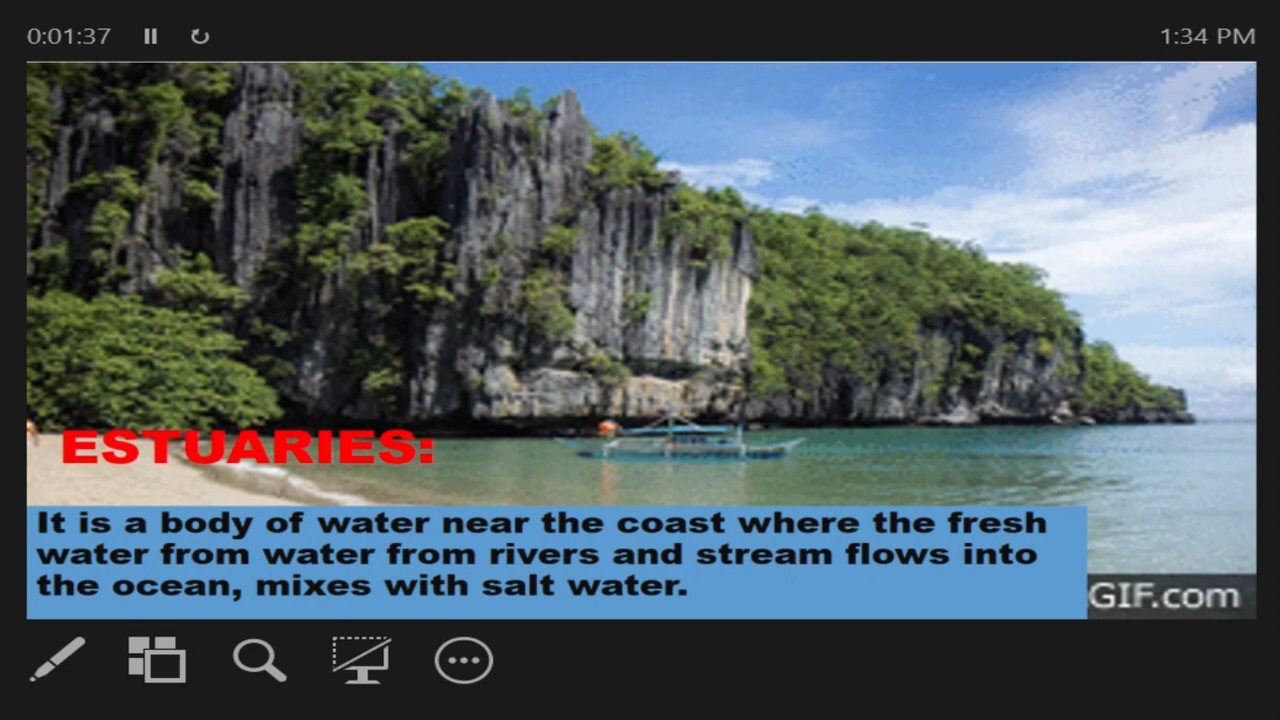 0:01:37
1:34 PM
ESTUARIES:
It is a body of water near the coast where the fresh
water from water from rivers and stream flows into
the ocean, mixes with salt water.
GIF.com